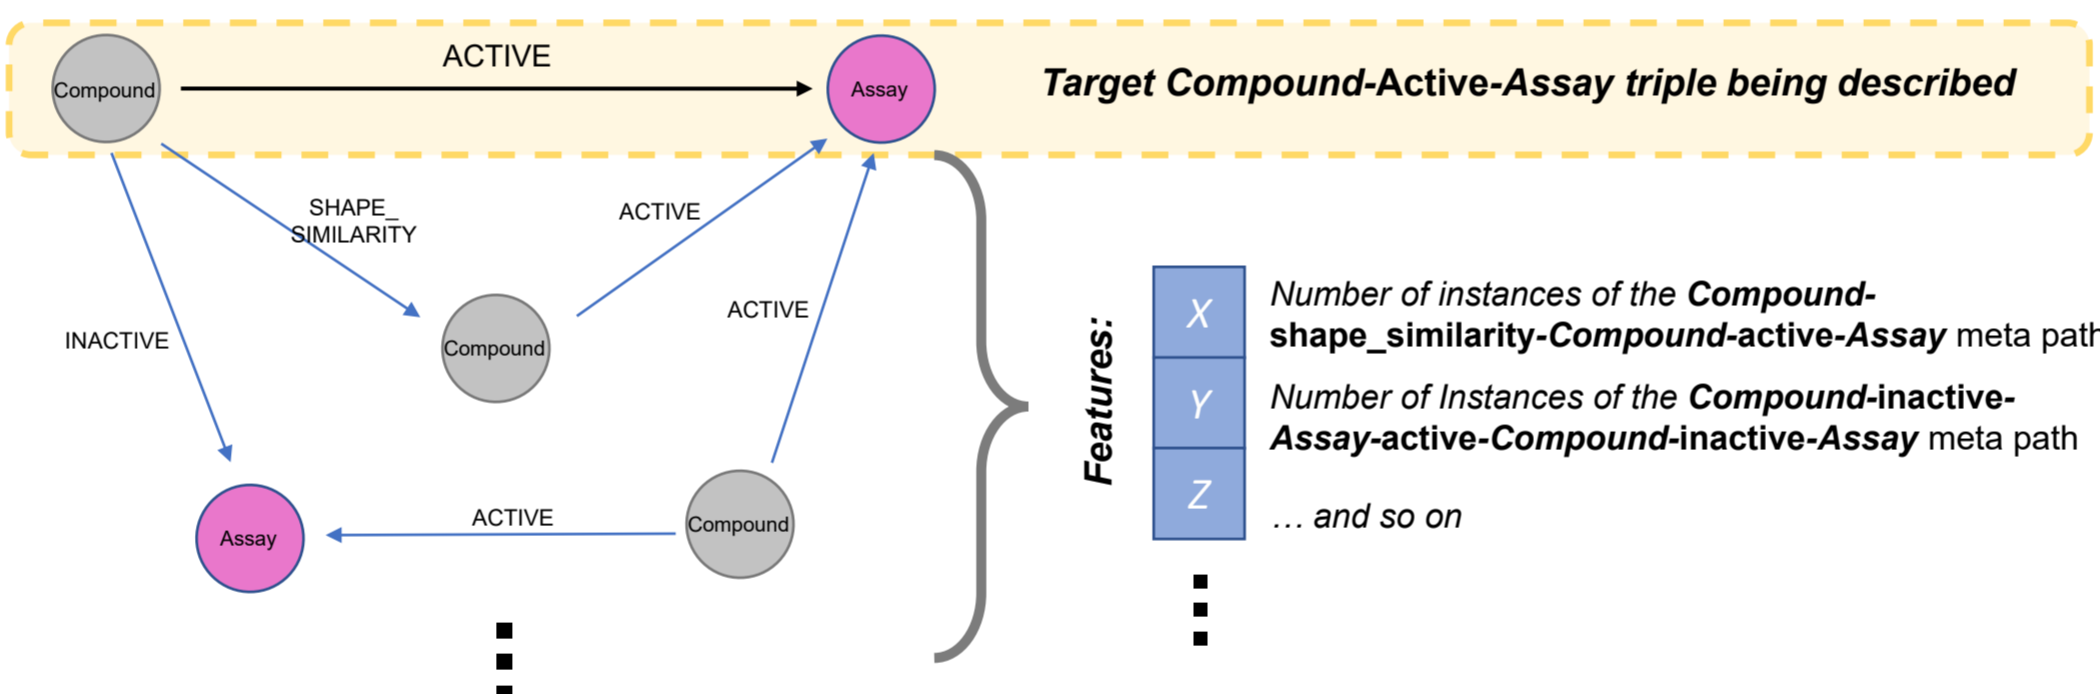 ACTIVE
Compound
Assay
Target Compound-Active-Assay triple being described
SHAPE_
SIMILARITY
ACTIVE
INACTIVE
ACTIVE
Compound
Features:
X
Number of instances of the Compound-
shape_similarity-Compound-active-Assay meta path
Y
Number of Instances of the Compound-inactive-
Assay-active-Compound-inactive-Assay meta path
Z
… and so on
Assay
ACTIVE
Compound